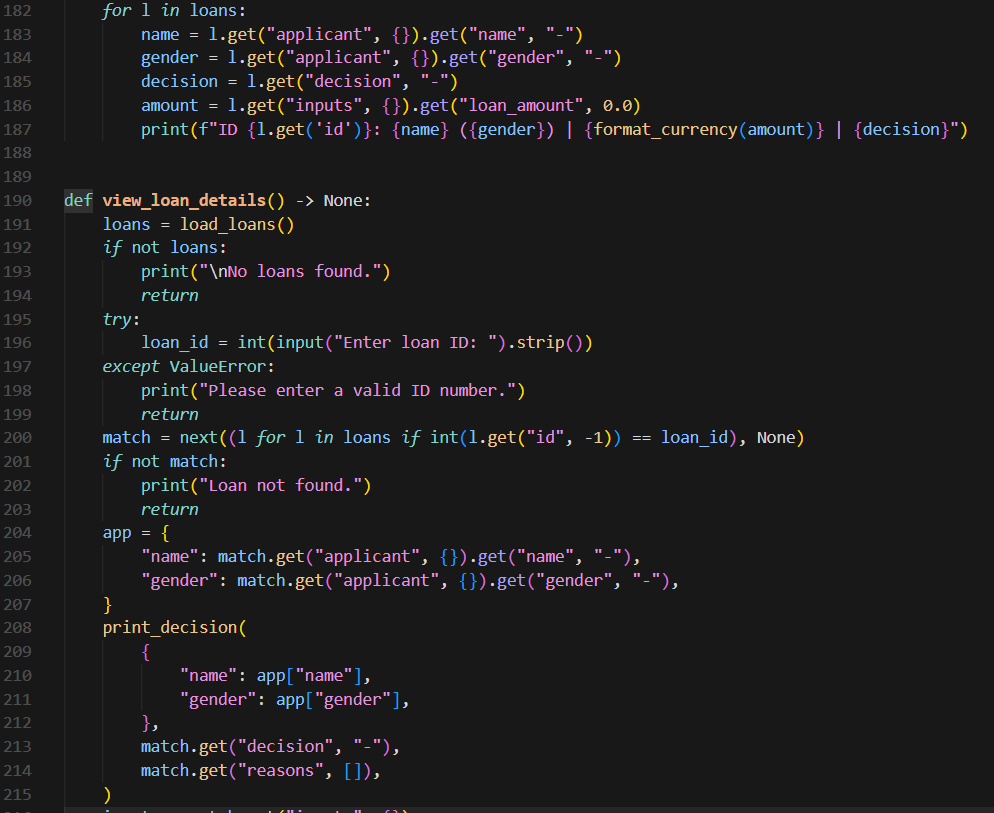 182 for l in loans:
183 name = l.get("applicant", {}).get("name", "-")
184 gender = l.get("applicant", {}).get("gender", "-")
185 decision = l.get("decision", "-")
186 amount = l.get("inputs", {}).get("loan_amount", 0.0)
187 print(f"ID {l.get('id')}: {name} ({gender}) | {format_currency(amount)} | {decision}")
188
189
190 def view_loan_details() -> None:
191 loans = load_loans()
192 if not loans:
193 print("\nNo loans found.")
194 return
195 try:
196 loan_id = int(input("Enter loan ID: ").strip())
197 except ValueError:
198 print("Please enter a valid ID number.")
199 return
200 match = next((l for l in loans if int(l.get("id", -1)) == loan_id), None)
201 if not match:
202 print("Loan not found.")
203 return
204 app = {
205 "name": match.get("applicant", {}).get("name", "-"),
206 "gender": match.get("applicant", {}).get("gender", "-"),
207 }
208 print_decision(
209 {
210 "name": app["name"],
211 "gender": app["gender"],
212 },
213 match.get("decision", "-"),
214 match.get("reasons", []),
215 )